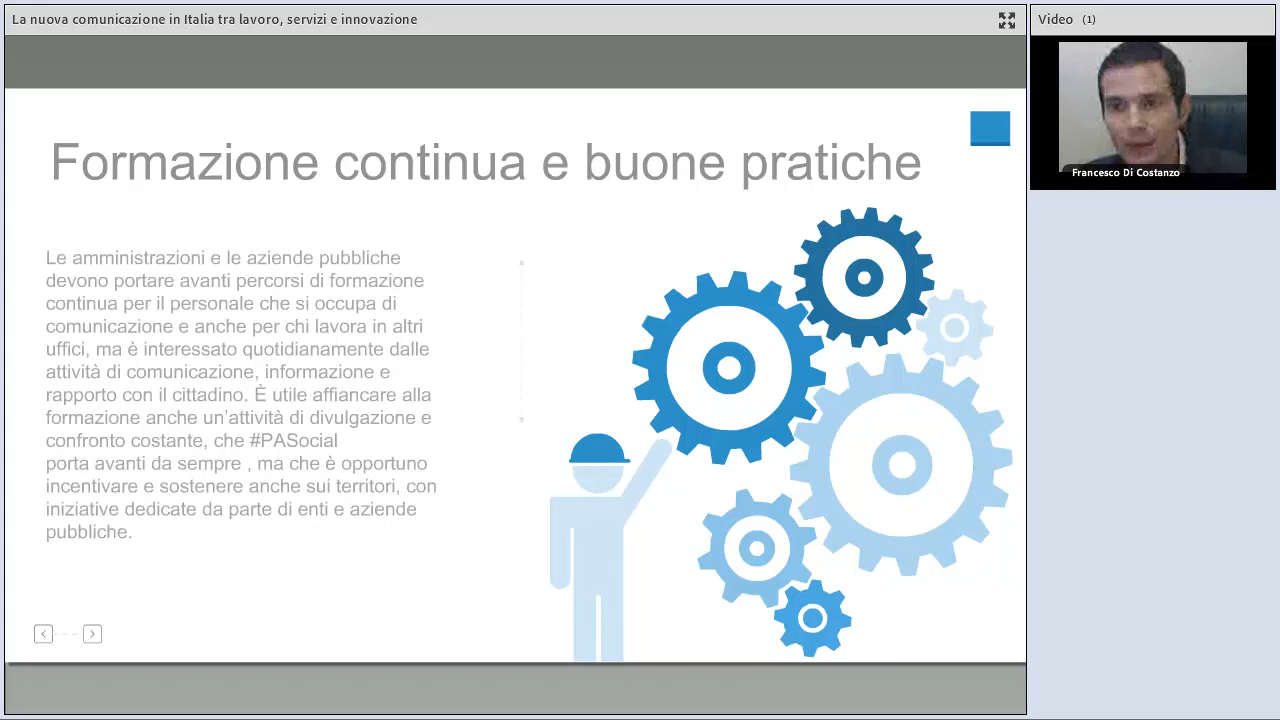 La nuova comunicazione in Italia tra lavoro, servizi e innovazione
Video (1)
Francesco Di Costanzo
Formazione continua e buone pratiche
Le amministrazioni e le aziende pubbliche
devono portare avanti percorsi di formazione
continua per il personale che si occupa di
comunicazione e anche per chi lavora in altri
uffici, ma è interessato quotidianamente dalle
attività di comunicazione, informazione e
rapporto con il cittadino. È utile affiancare alla
formazione anche un’attività di divulgazione e
confronto costante, che #PASocial
porta avanti da sempre , ma che è opportuno
incentivare e sostenere anche sui territori, con
iniziative dedicate da parte di enti e aziende
pubbliche.